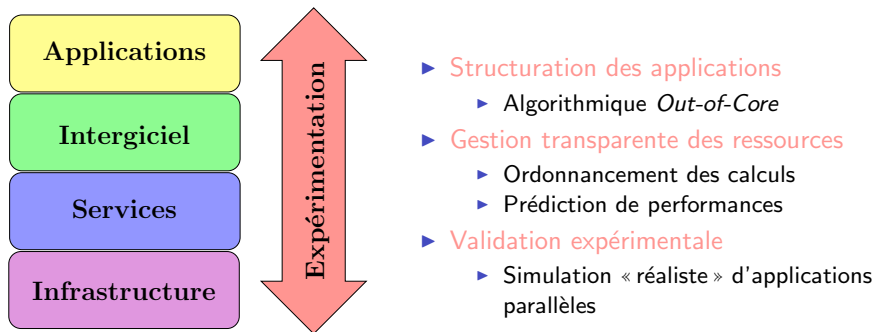 Applications
Intergiciel
Services
Infrastructure
Expérimentation
Structuration des applications
Algorithmique Out-of-Core
Gestion transparente des ressources
Ordonnancement des calculs
Prédiction de performances
Validation expérimentale
Simulation « réaliste » d'applications
parallèles